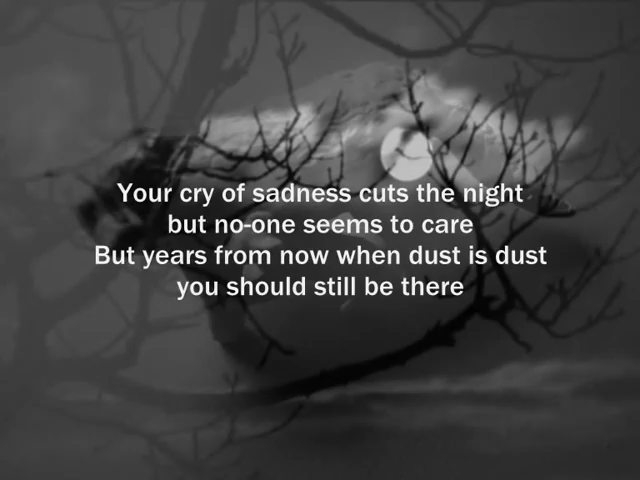 Your cry of sadness cuts the night
but no-one seems to care
But years from now when dust is dust
you should still be there